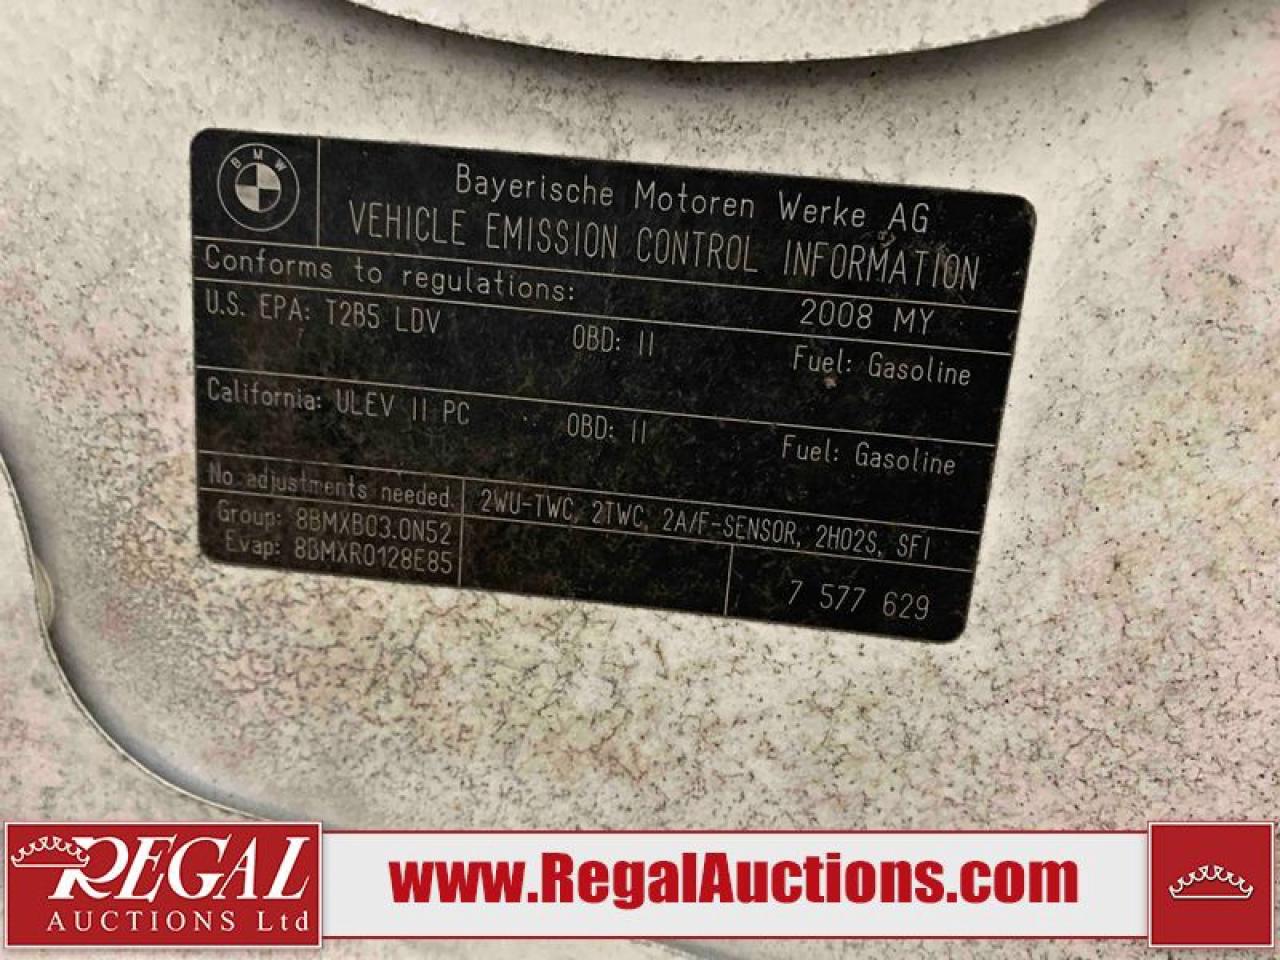 BMW
Bayerische Motoren Werke AG
VEHICLE EMISSION CONTROL INFORMATION
Conforms to regulations: 2008 MY
U.S. EPA: T2B5 LDV OBD: II Fuel: Gasoline
California: ULEV II PC OBD: II Fuel: Gasoline
No adjustments needed. 2WU-TWC, 2TWC, 2A/F-SENSOR, 2HO2S, SFI
Group: 8BMXB03.0N52
Evap: 8BMXR0128E85
7 577 629
REGAL
AUCTIONS Ltd
www.RegalAuctions.com